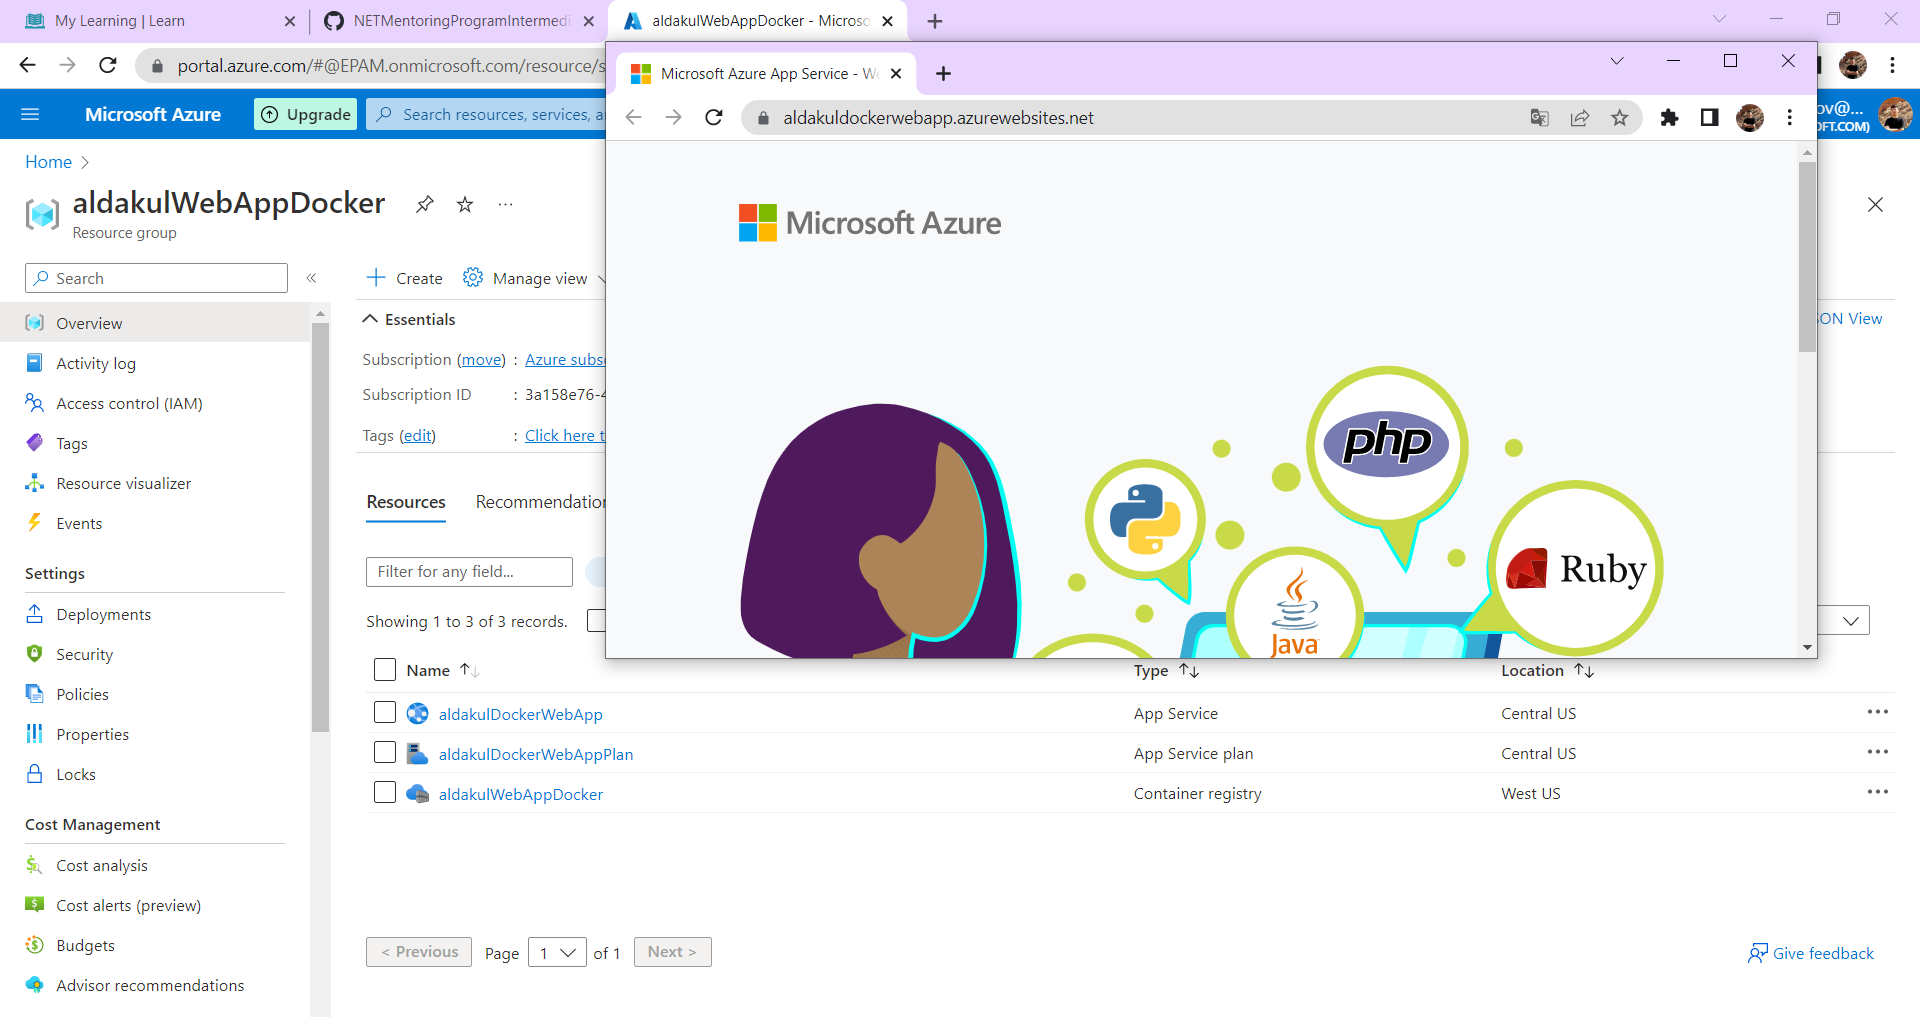 My Learning | Learn
NETMentoringProgramIntermedi
aldakulWebAppDocker - Microso
portal.azure.com/#@EPAM.onmicrosoft.com/resource/s
Microsoft Azure App Service - We
aldakuldockerwebapp.azurewebsites.net
Microsoft Azure
Upgrade
Search resources, services, a
ov@...
OFT.COM)
Home
aldakulWebAppDocker
Resource group
Search
Overview
Activity log
Access control (IAM)
Tags
Resource visualizer
Events
Settings
Deployments
Security
Policies
Properties
Locks
Cost Management
Cost analysis
Cost alerts (preview)
Budgets
Advisor recommendations
Create
Manage view
Essentials
JSON View
Subscription (move) : Azure subs
Subscription ID : 3a158e76-4
Tags (edit) : Click here t
Resources
Recommendation
Filter for any field...
Showing 1 to 3 of 3 records.
Microsoft Azure
php
Ruby
Java
Name Type Location
aldakulDockerWebApp App Service Central US
aldakulDockerWebAppPlan App Service plan Central US
aldakulWebAppDocker Container registry West US
< Previous Page 1 of 1 Next >
Give feedback